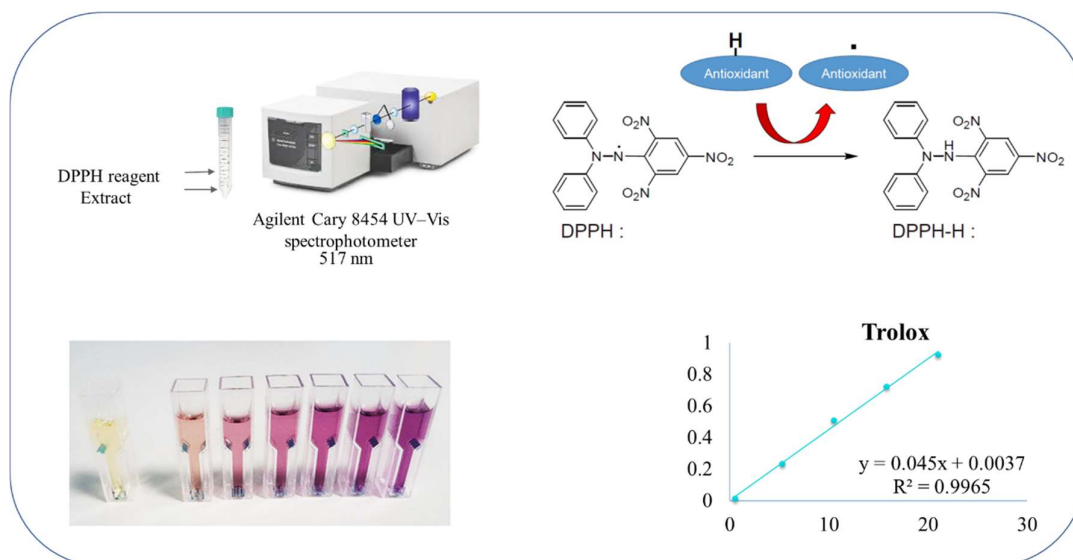 DPPH reagent
Extract
Agilent Cary 8454 UV–Vis
spectrophotometer
517 nm
H
Antioxidant
·
Antioxidant
O₂N
N
Ṅ
NO₂
O₂N
DPPH :
O₂N
H
N
N
NO₂
O₂N
DPPH-H :
Trolox
1
0.8
0.6
0.4
0.2
0
y = 0.045x + 0.0037
R² = 0.9965
0
10
20
30